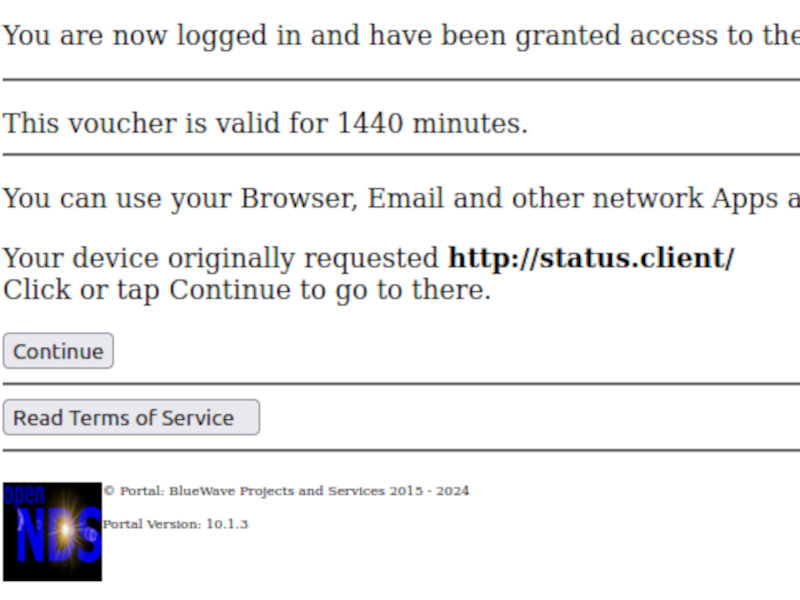 You are now logged in and have been granted access to the
This voucher is valid for 1440 minutes.
You can use your Browser, Email and other network Apps a
Your device originally requested http://status.client/
Click or tap Continue to go to there.
Continue
Read Terms of Service
open
NDS
© Portal: BlueWave Projects and Services 2015 - 2024
Portal Version: 10.1.3